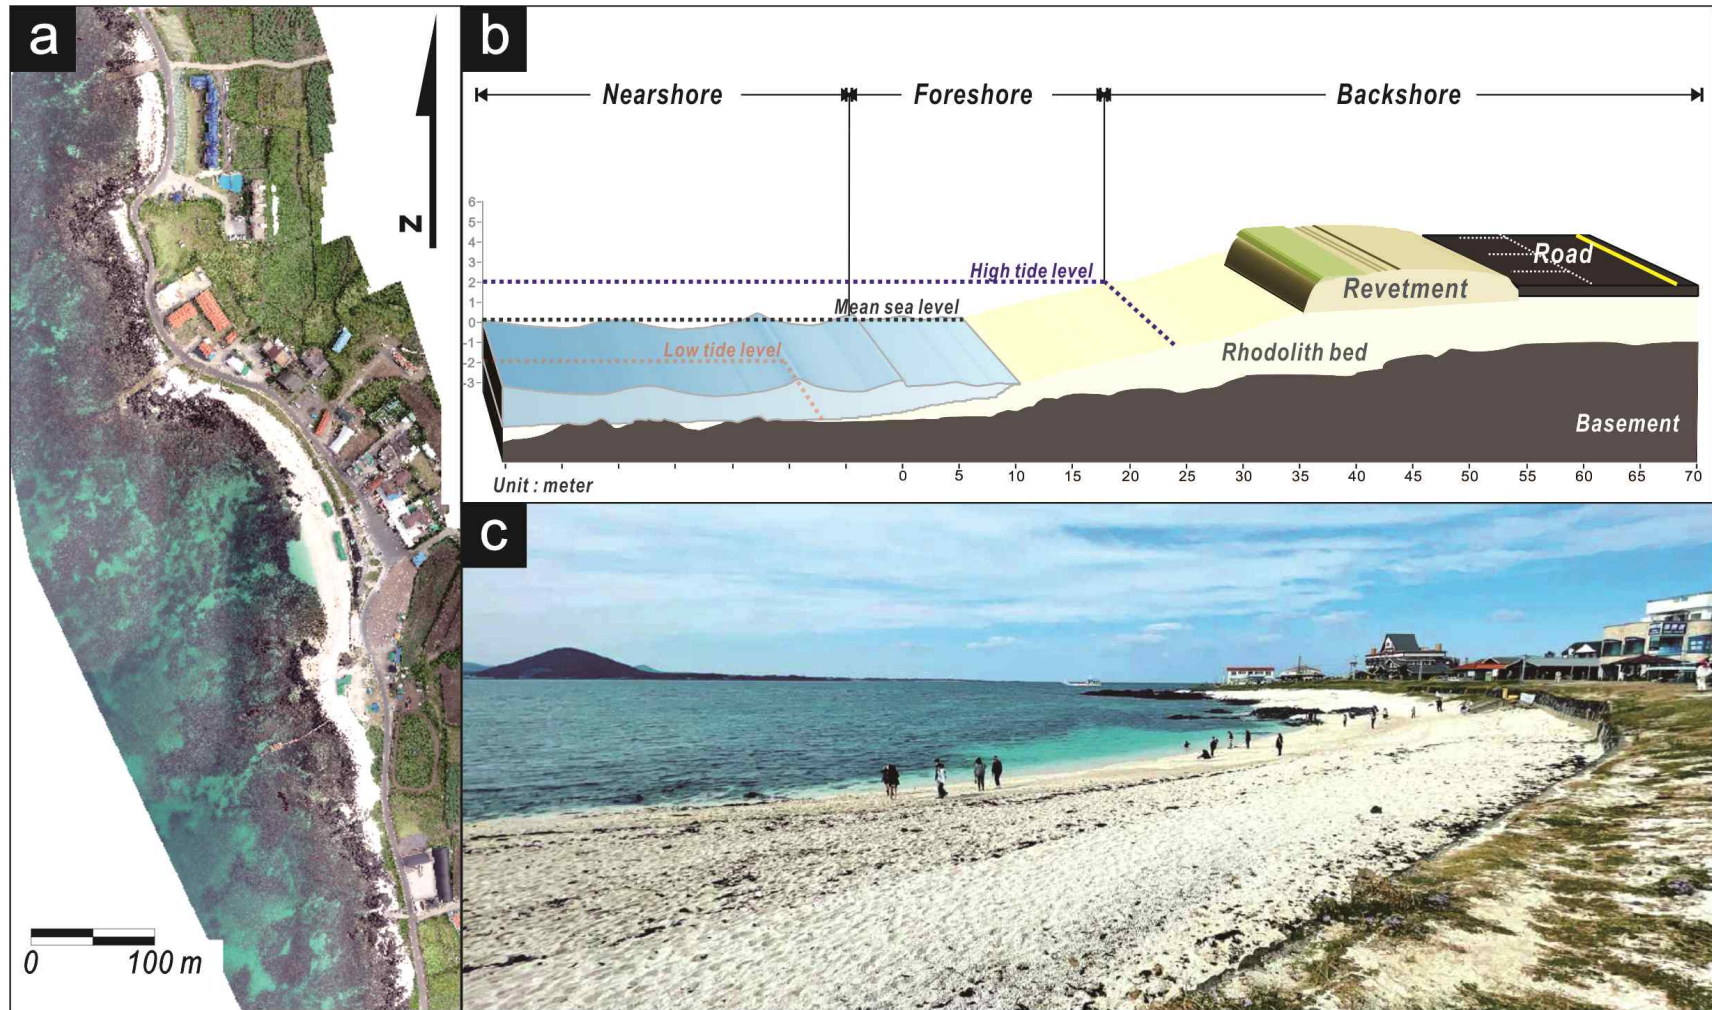 a
N
0 100 m
b
Nearshore Foreshore Backshore
6
5
4
3
2
1
0
-1
-2
-3
High tide level
Mean sea level
Low tide level
Revetment
Road
Rhodolith bed
Basement
0 5 10 15 20 25 30 35 40 45 50 55 60 65 70
Unit : meter
c